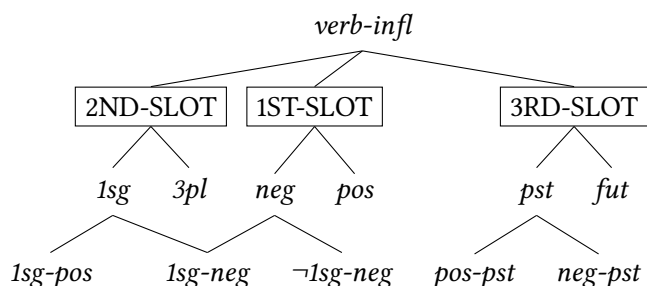 verb-infl
2ND-SLOT 1ST-SLOT 3RD-SLOT
1sg 3pl neg pos pst fut
1sg-pos 1sg-neg ¬1sg-neg pos-pst neg-pst